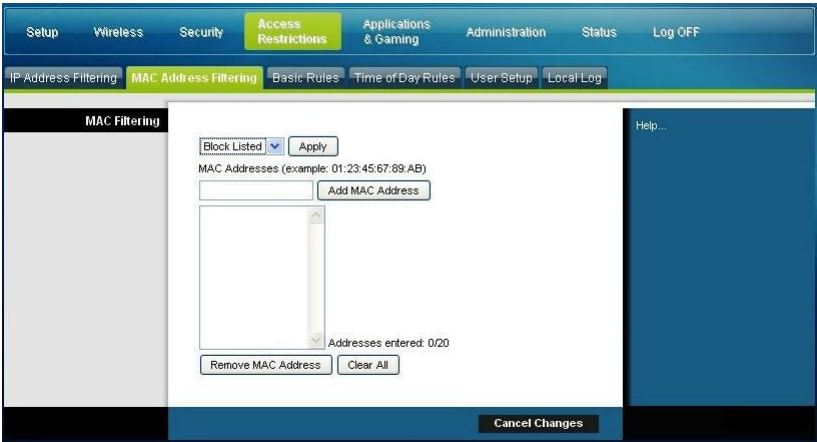 Setup Wireless Security Access Restrictions Applications & Gaming Administration Status Log OFF
IP Address Filtering MAC Address Filtering Basic Rules Time of Day Rules User Setup Local Log
MAC Filtering
Help...
Block Listed Apply
MAC Addresses (example: 01:23:45:67:89:AB)
Add MAC Address
Addresses entered: 0/20
Remove MAC Address Clear All
Cancel Changes